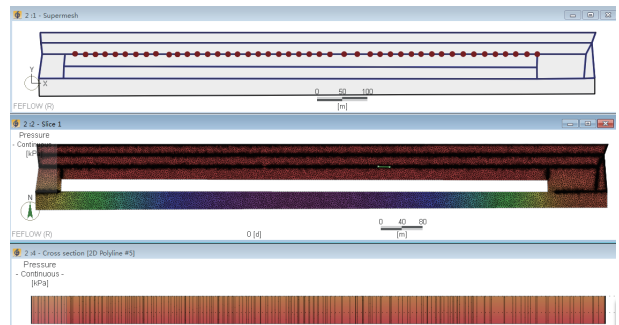 2 :1 - Supermesh
Y
X
0 50 100
[m]
FEFLOW (R)
2 :2 - Slice 1
Pressure
- Continuous -
[kPa]
N
0 40 80
FEFLOW (R) 0 [d] [m]
2 :4 - Cross section [2D Polyline #5]
Pressure
- Continuous -
[kPa]